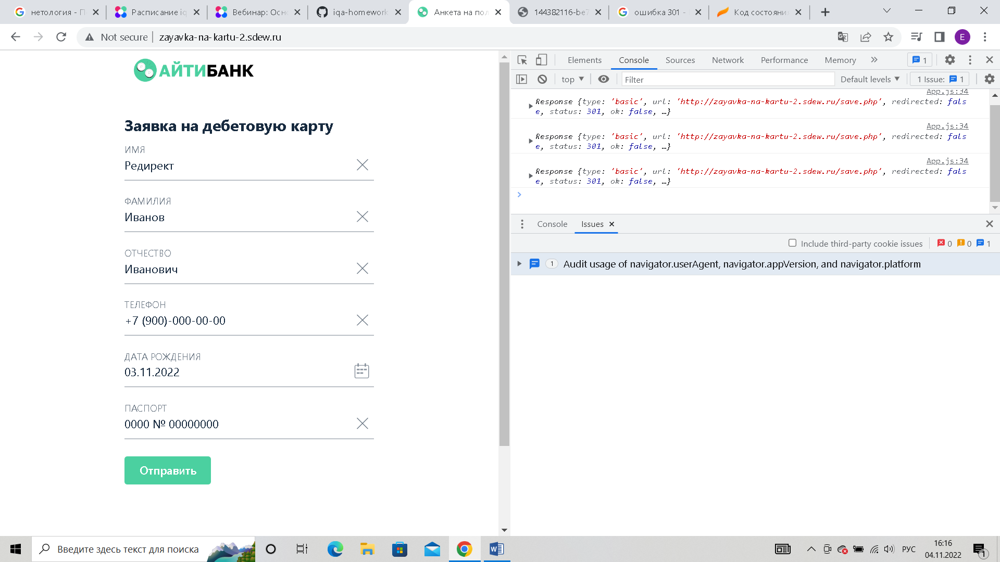 нетология - П
Расписание iq
Вебинар: Осн
iqa-homework
Анкета на пол
144382116-be7
ошибка 301 -
Код состояни
Not secure
zayavka-na-kartu-2.sdew.ru
E
АЙТИБАНК
Заявка на дебетовую карту
ИМЯ
Редирект
ФАМИЛИЯ
Иванов
ОТЧЕСТВО
Иванович
ТЕЛЕФОН
+7 (900)-000-00-00
ДАТА РОЖДЕНИЯ
03.11.2022
ПАСПОРТ
0000 № 00000000
Отправить
Elements Console Sources Network Performance Memory 1
top Filter Default levels 1 Issue: 1
App.js:34
Response {type: 'basic', url: 'http://zayavka-na-kartu-2.sdew.ru/save.php', redirected: fals
e, status: 301, ok: false, …}
App.js:34
Response {type: 'basic', url: 'http://zayavka-na-kartu-2.sdew.ru/save.php', redirected: fals
e, status: 301, ok: false, …}
App.js:34
Response {type: 'basic', url: 'http://zayavka-na-kartu-2.sdew.ru/save.php', redirected: fals
e, status: 301, ok: false, …}
Console Issues
Include third-party cookie issues 0 0 1
1 Audit usage of navigator.userAgent, navigator.appVersion, and navigator.platform
Введите здесь текст для поиска
РУС
16:16
04.11.2022
1